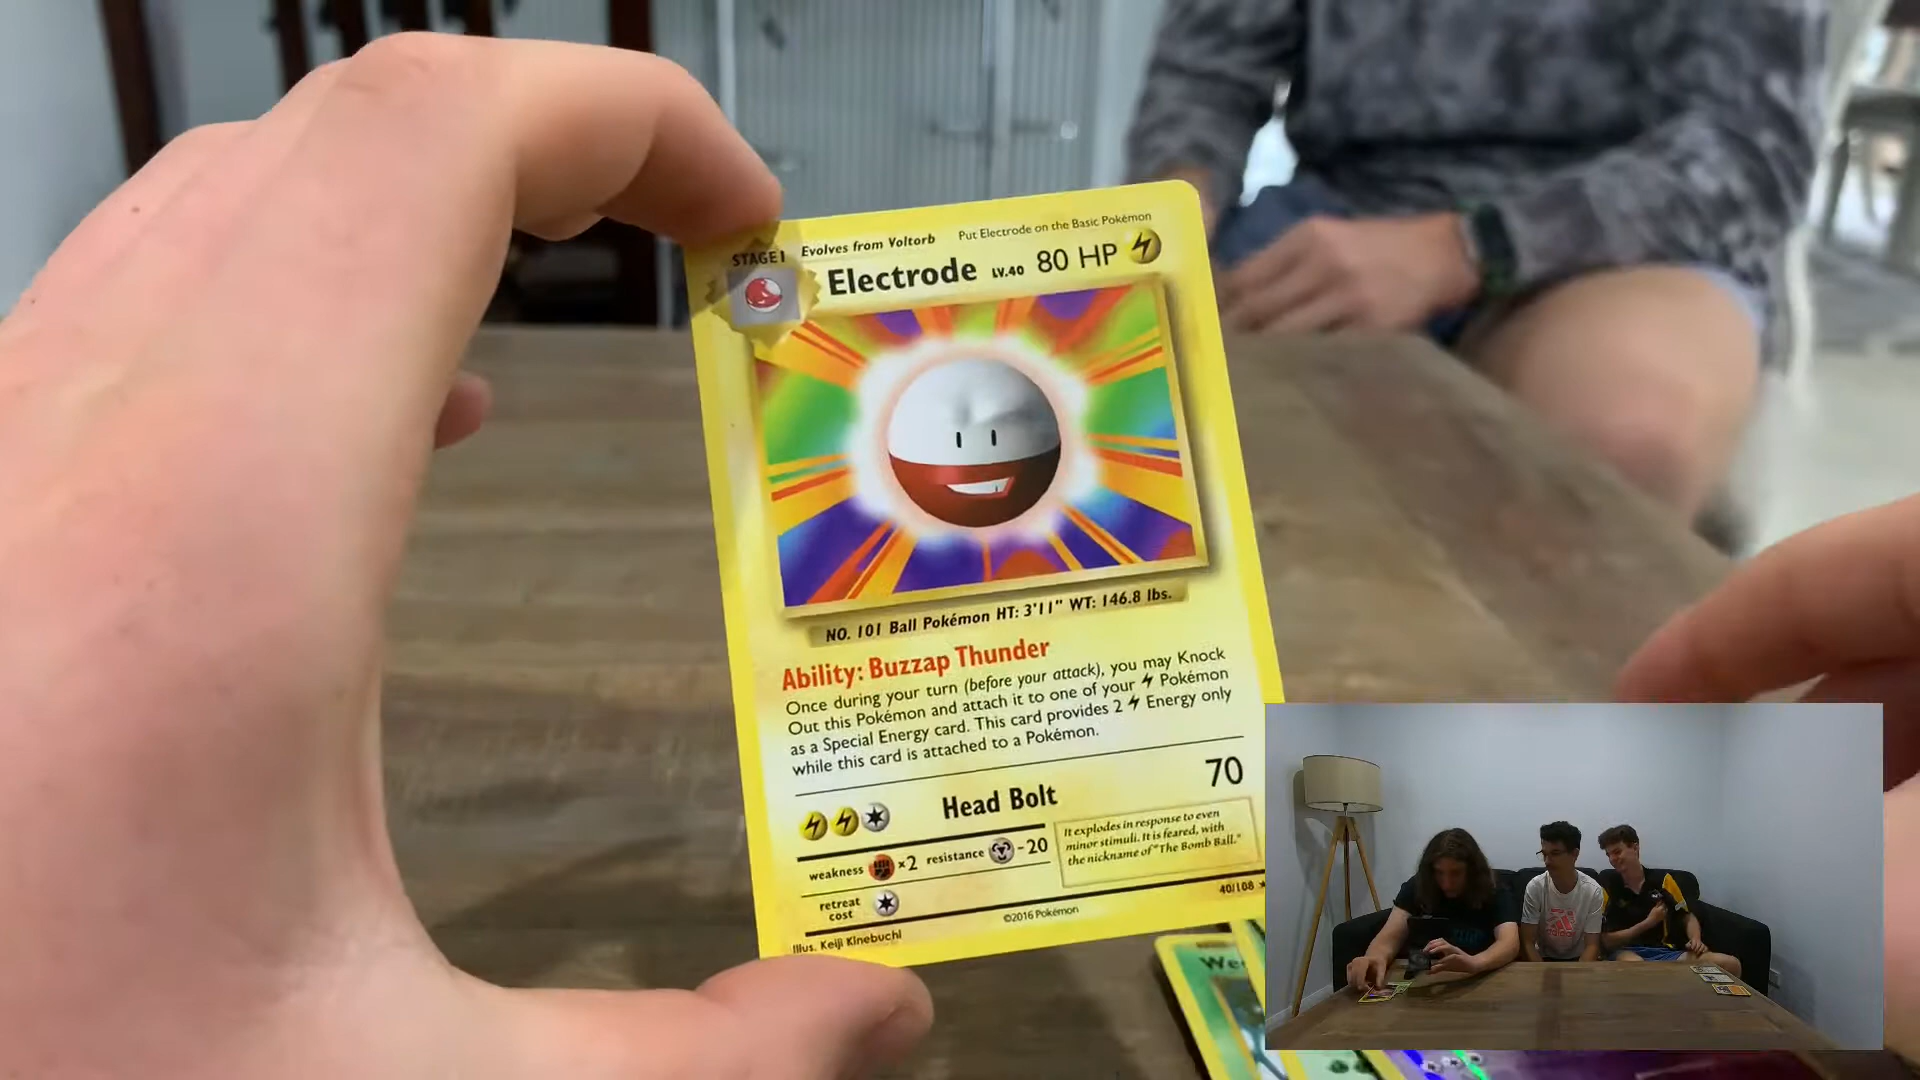 STAGE 1 Evolves from Voltorb Put Electrode on the Basic Pokémon
Electrode LV.40 80 HP
NO. 101 Ball Pokémon HT: 3'11" WT: 146.8 lbs.
Ability: Buzzap Thunder
Once during your turn (before your attack), you may Knock
Out this Pokémon and attach it to one of your Pokémon
as a Special Energy card. This card provides 2 Energy only
while this card is attached to a Pokémon.
Head Bolt 70
weakness ×2 resistance -20
It explodes in response to even
minor stimuli. It is feared, with
the nickname of "The Bomb Ball."
retreat
cost
40/108
Illus. Keiji Kinebuchi ©2016 Pokémon
adidas